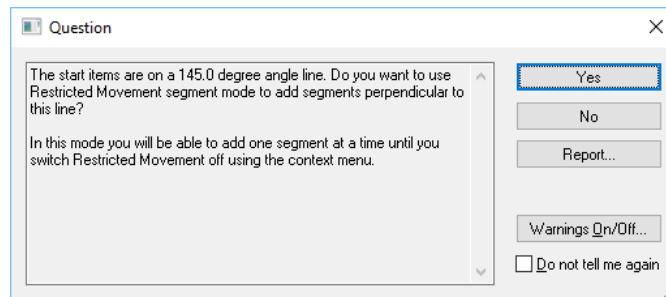 Question
The start items are on a 145.0 degree angle line. Do you want to use
Restricted Movement segment mode to add segments perpendicular to
this line?
In this mode you will be able to add one segment at a time until you
switch Restricted Movement off using the context menu.
Yes
No
Report...
Warnings On/Off...
Do not tell me again